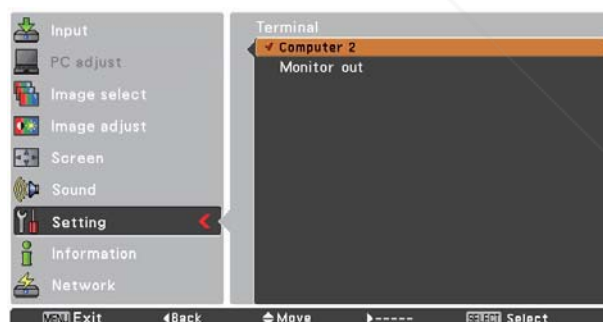 Input
PC adjust
Image select
Image adjust
Screen
Sound
Setting
Information
Network
Terminal
✔ Computer 2
Monitor out
MENU Exit ◀Back ⬍Move ▶----- SELECT Select